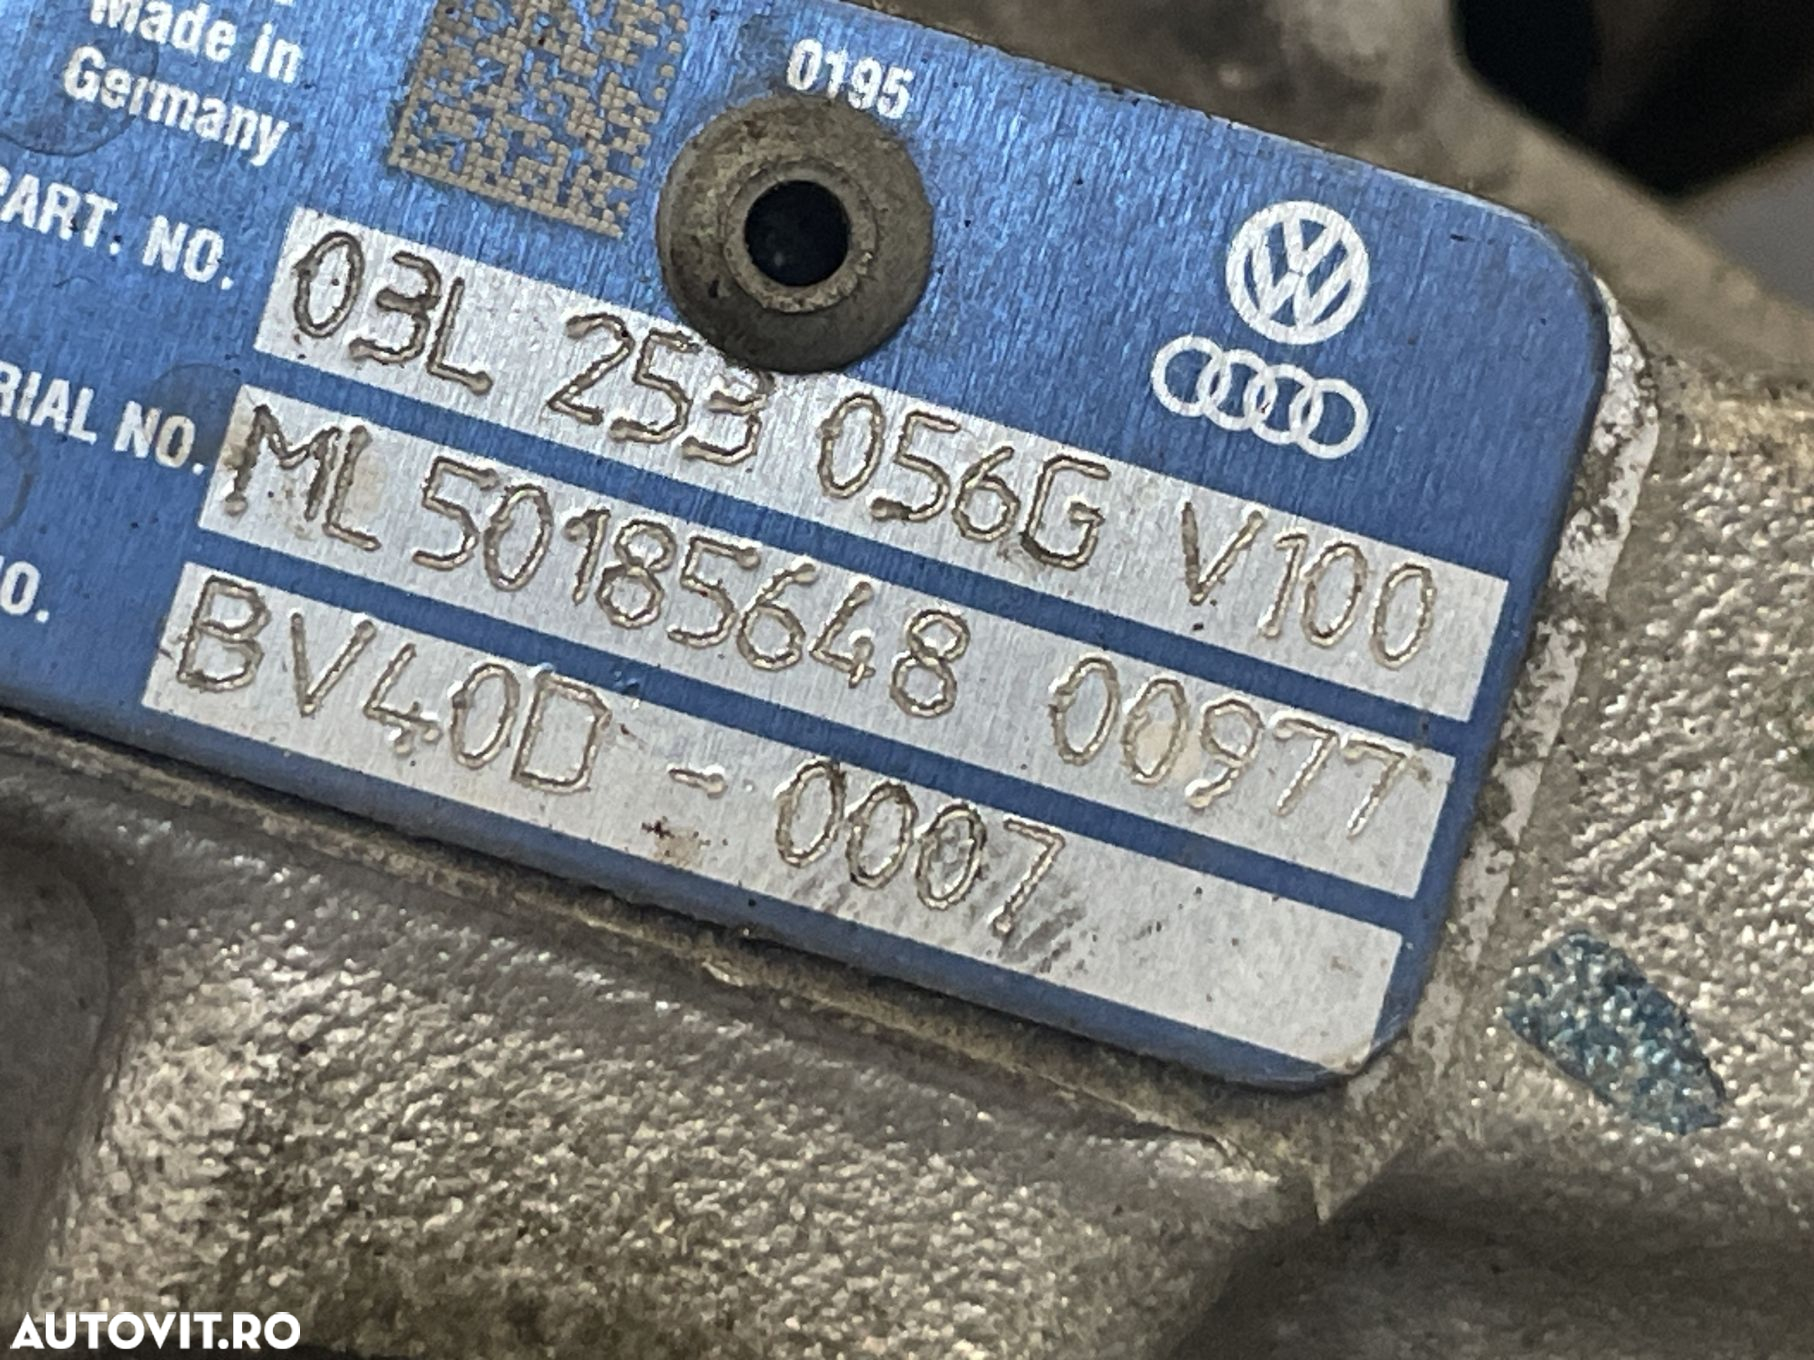 Made in
Germany
0195
PART. NO. 03L 253 056G V100
RIAL NO. ML 50185648 00977
NO. BV40D - 0007
AUTOVIT.RO